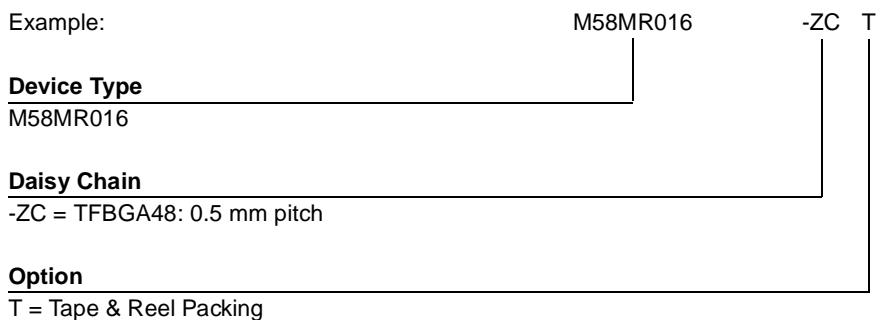 Example: M58MR016 -ZC T
Device Type
M58MR016
Daisy Chain
-ZC = TFBGA48: 0.5 mm pitch
Option
T = Tape & Reel Packing